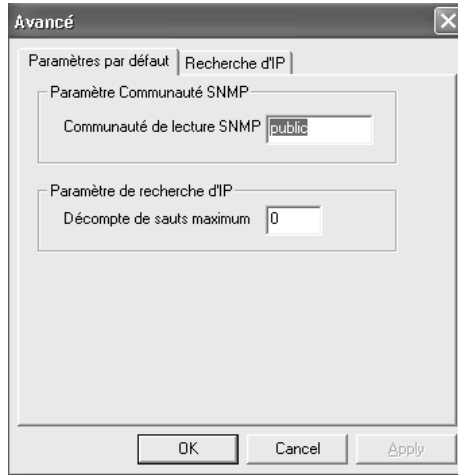 Avancé
Paramètres par défaut
Recherche d'IP
Paramètre Communauté SNMP
Communauté de lecture SNMP public
Paramètre de recherche d'IP
Décompte de sauts maximum 0
OK Cancel Apply